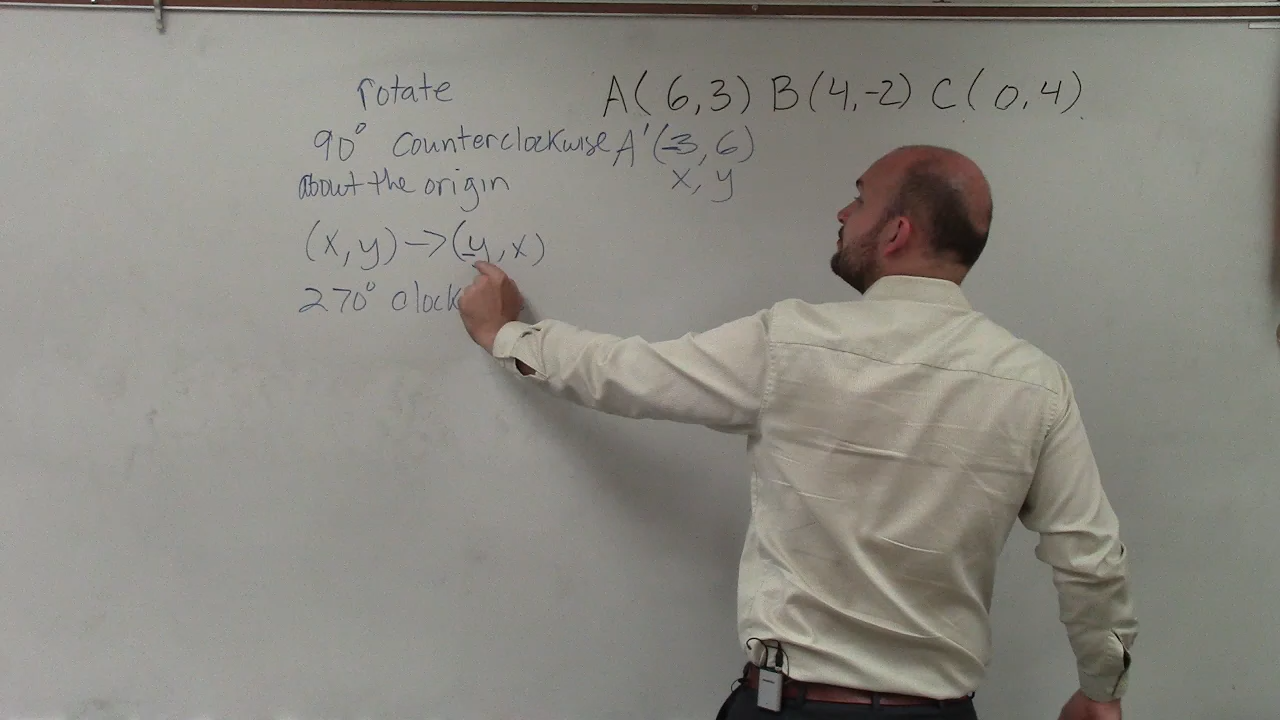 rotate
A(6,3) B(4,-2) C(0,4)
90° counterclockwise A'(-3,6)
about the origin
x, y
(x,y)->(-y,x)
270° clock